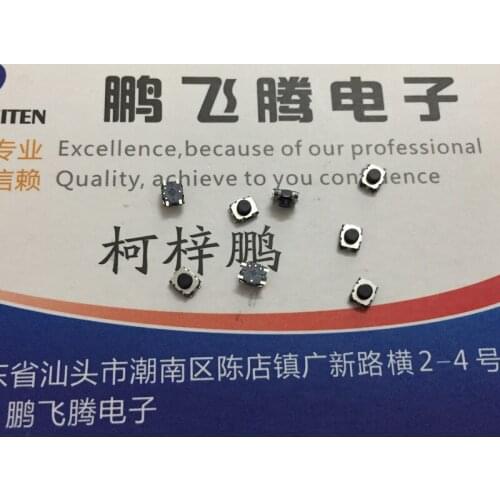 鹏飞腾电子
ITEN
专业 Excellence,because of our professional
信赖 Quality, achieve to you confidence
柯梓鹏
东省汕头市潮南区陈店镇广新路横2-4号
鹏飞腾电子